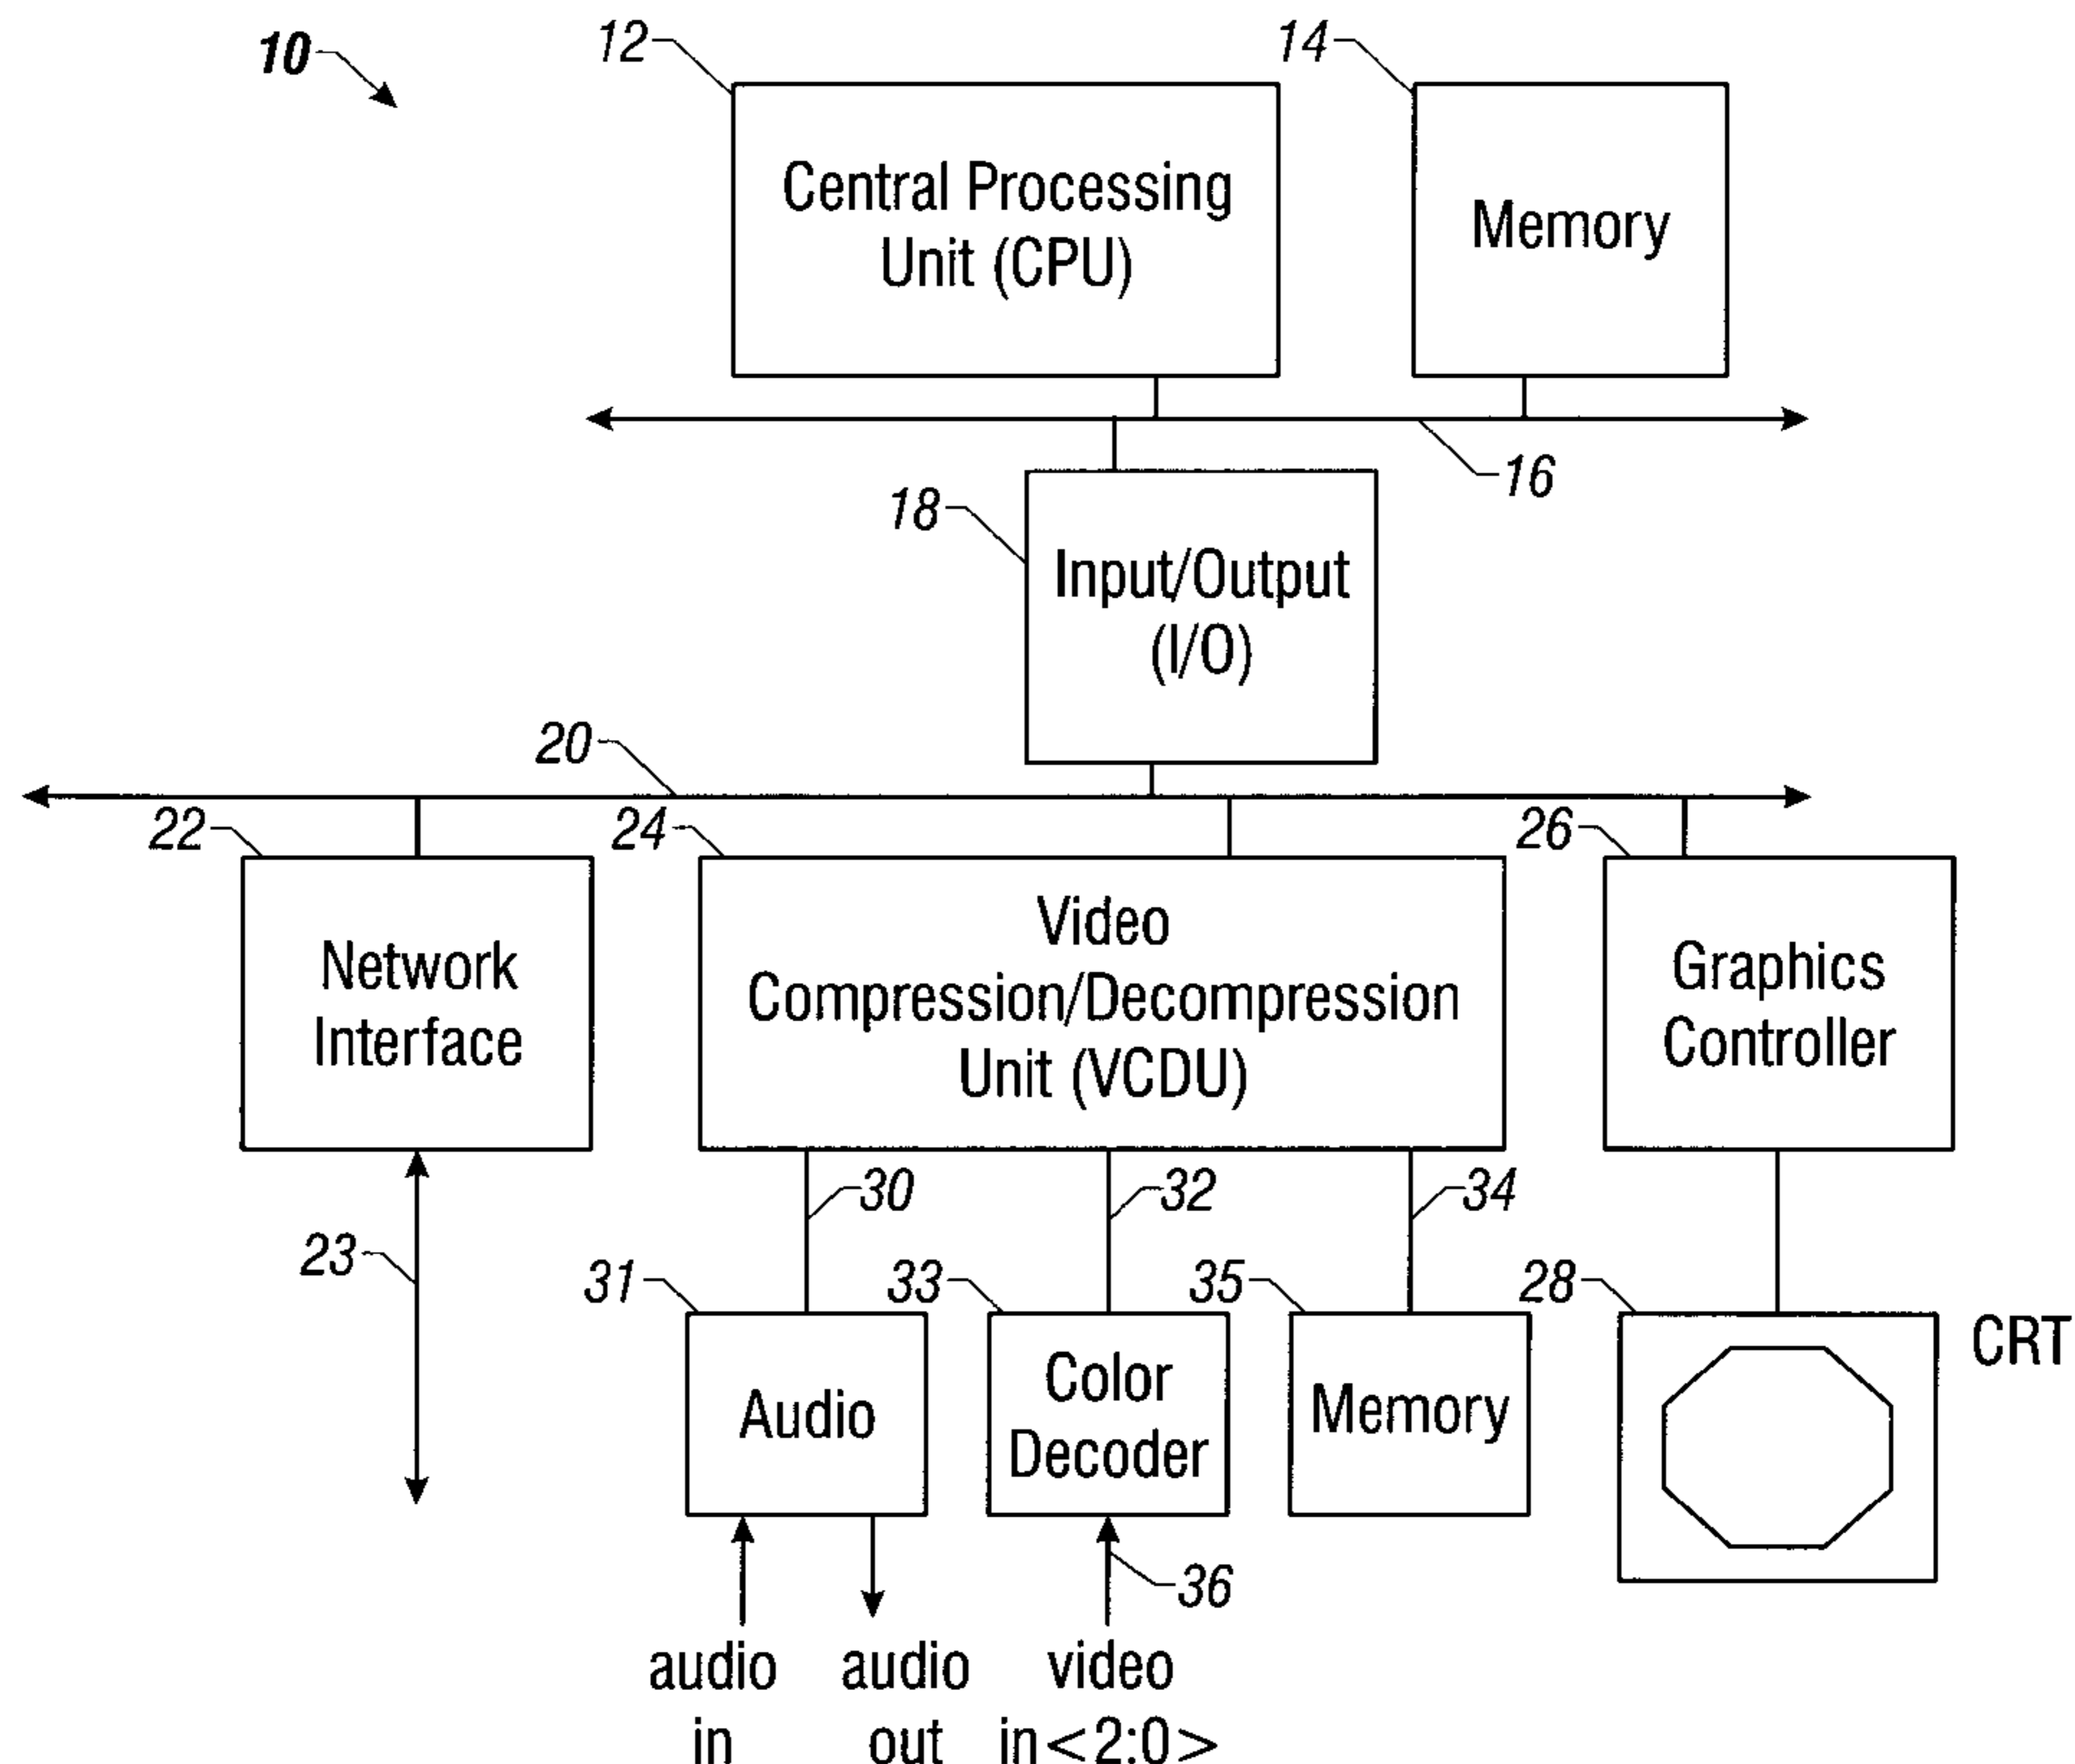 10
12
14
Central Processing
Unit (CPU)
Memory
16
18
Input/Output
(I/O)
20
22
24
26
Network
Interface
Video
Compression/Decompression
Unit (VCDU)
Graphics
Controller
23
30
32
34
31
33
35
28
CRT
Audio
Color
Decoder
Memory
36
audio
in
audio
out
video
in<2:0>